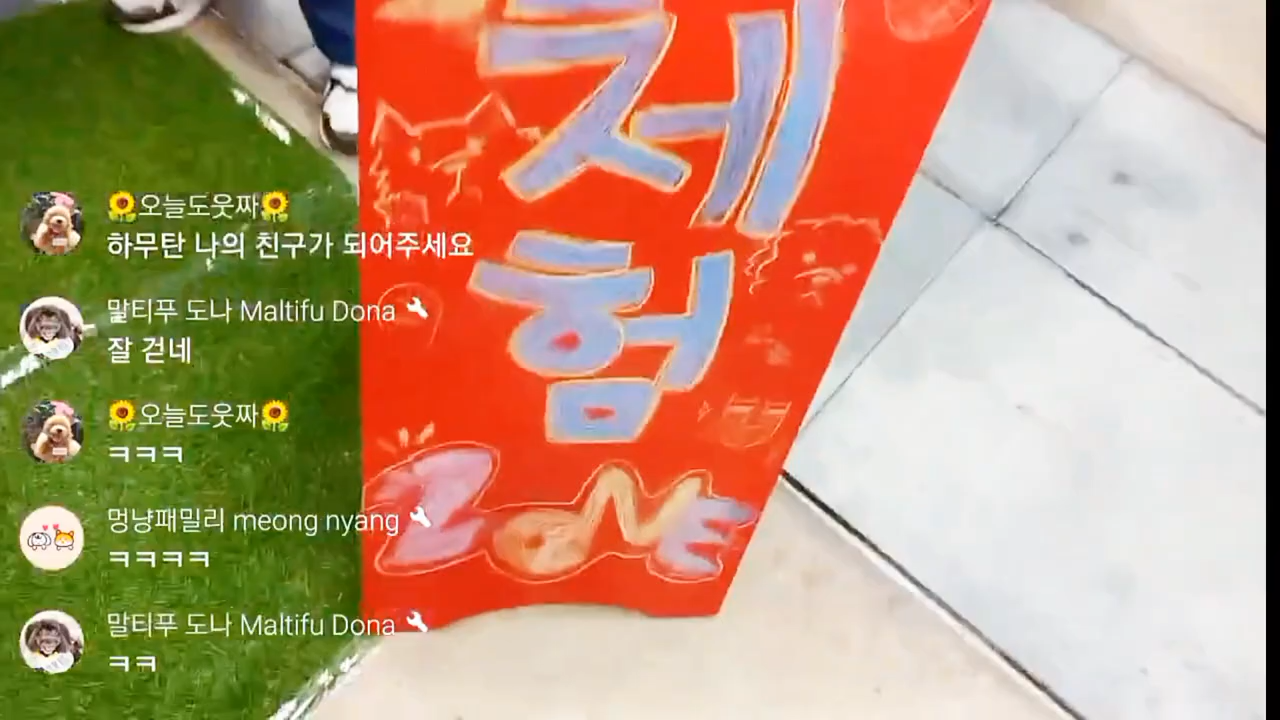 체
험
ZONE
🌻오늘도웃짜🌻
하무탄 나의 친구가 되어주세요
말티푸 도나 Maltifu Dona
잘 걷네
🌻오늘도웃짜🌻
ㅋㅋㅋ
멍냥패밀리 meong nyang
ㅋㅋㅋㅋ
말티푸 도나 Maltifu Dona
ㅋㅋ